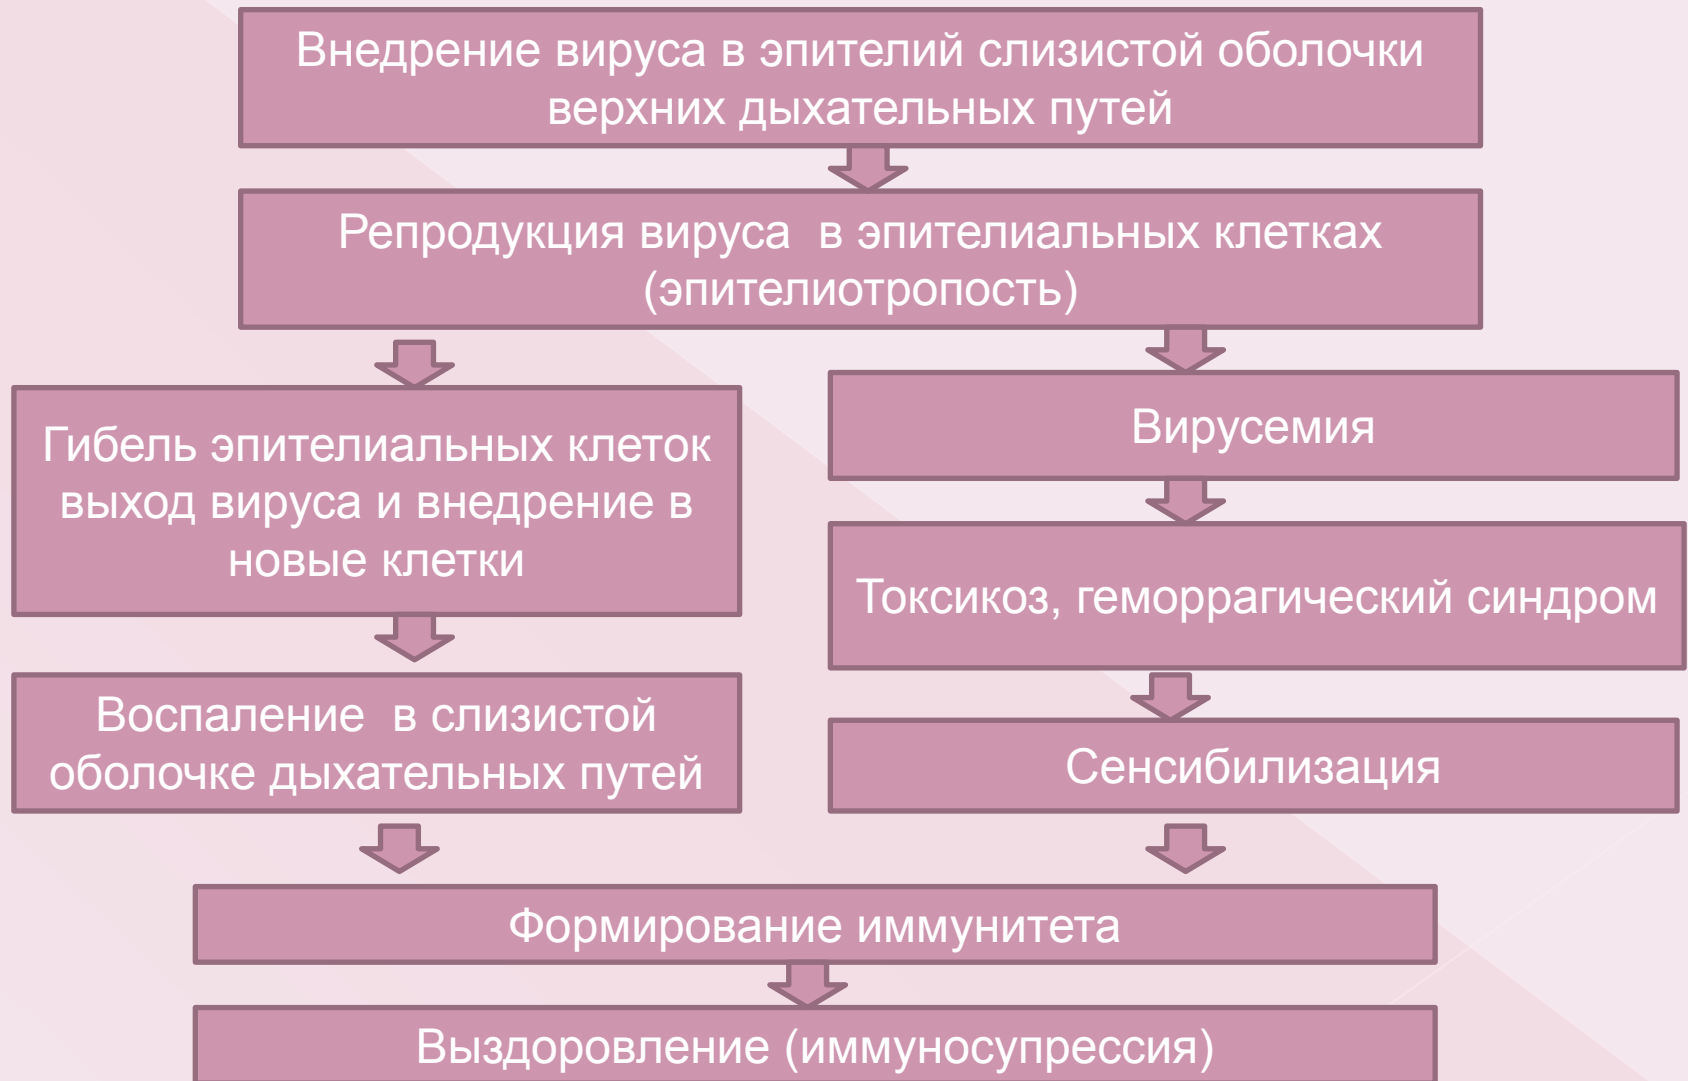 Внедрение вируса в эпителий слизистой оболочки
верхних дыхательных путей
Репродукция вируса  в эпителиальных клетках
(эпителиотропость)
Гибель эпителиальных клеток
выход вируса и внедрение в
новые клетки
Воспаление  в слизистой
оболочке дыхательных путей
Вирусемия
Токсикоз, геморрагический синдром
Сенсибилизация
Формирование иммунитета
Выздоровление (иммуносупрессия)